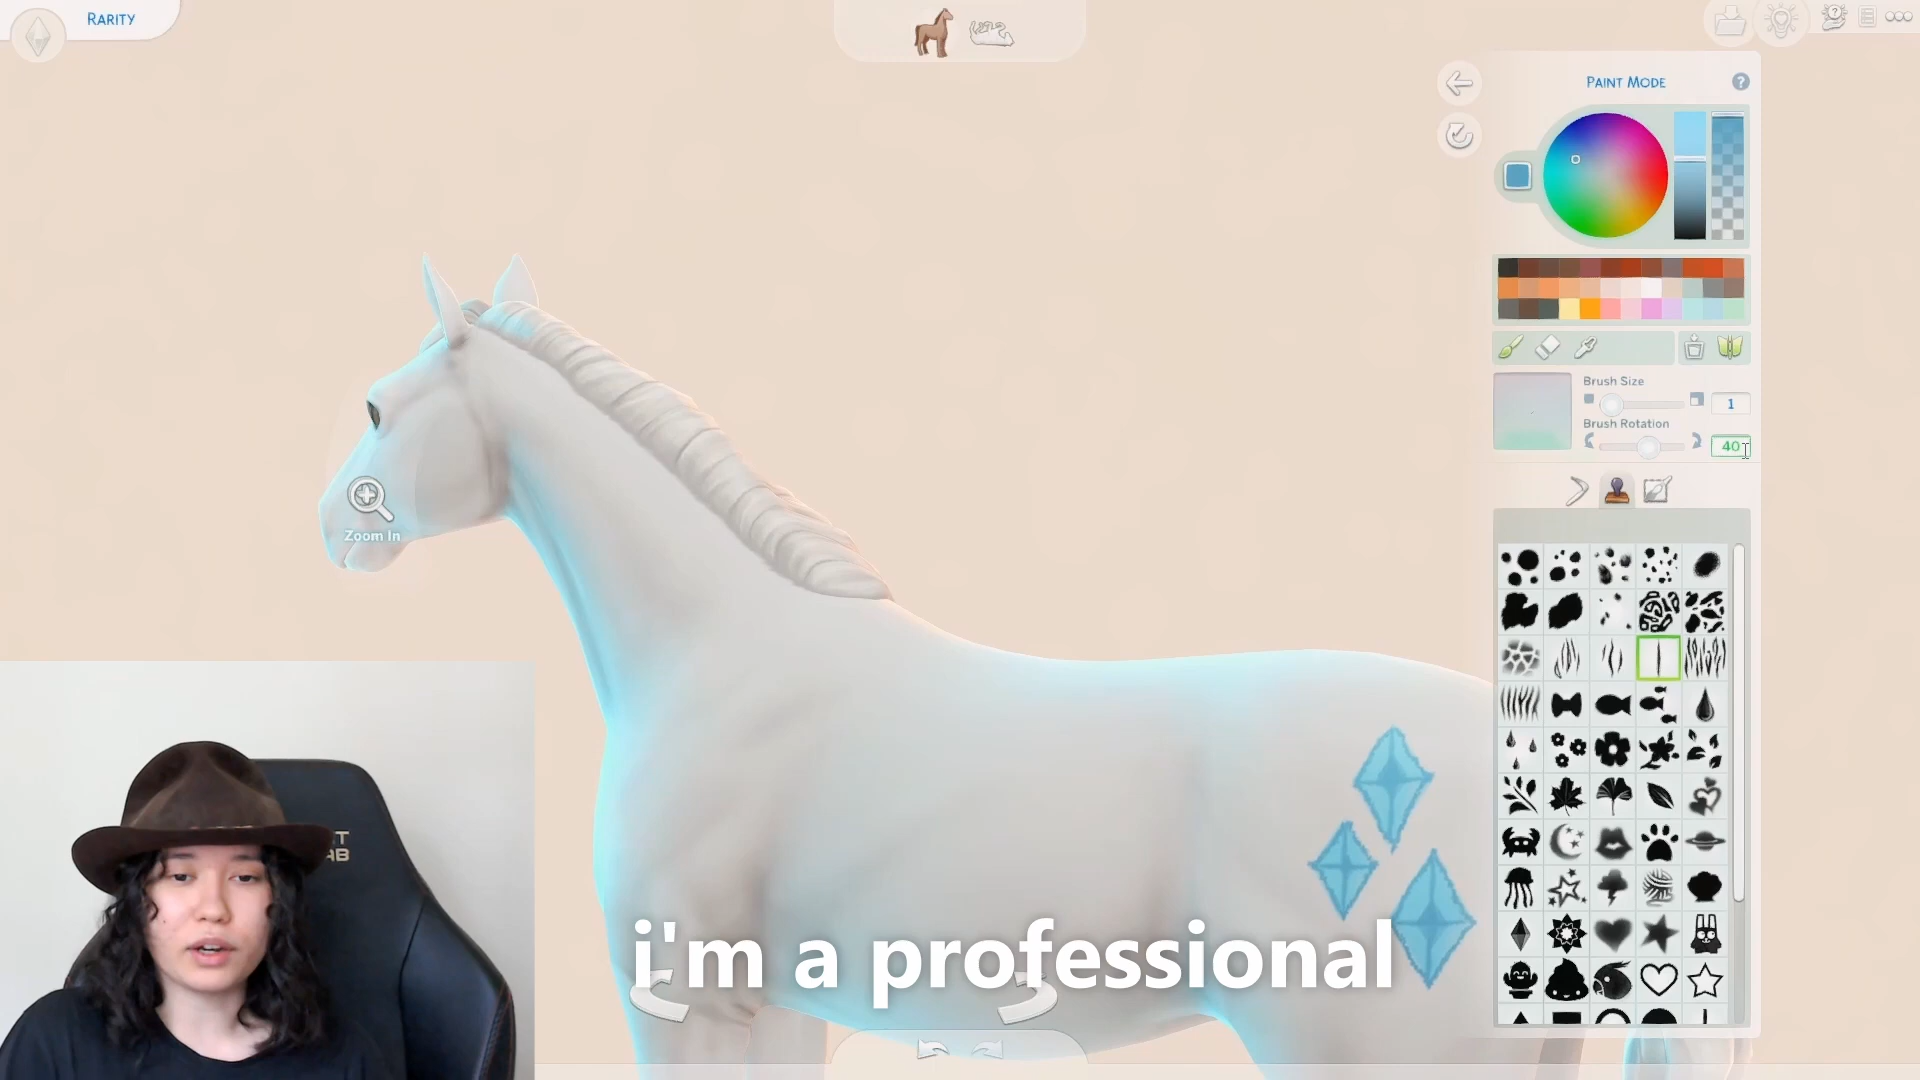 Rarity
Paint Mode
?
Brush Size
1
Brush Rotation
40
Zoom In
i'm a professional